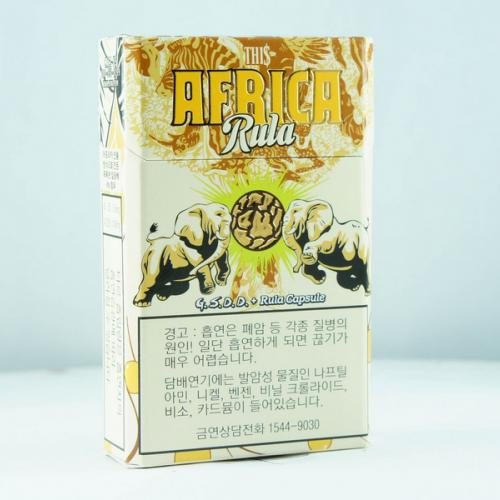 THIS
AFRICA
Rula
G.S.D.D. + Rula Capsule
경고 : 흡연은 폐암 등 각종 질병의
원인! 일단 흡연하게 되면 끊기가
매우 어렵습니다.
담배연기에는 발암성 물질인 나프틸
아민, 니켈, 벤젠, 비닐 크롤라이드,
비소, 카드뮴이 들어있습니다.
금연상담전화 1544-9030